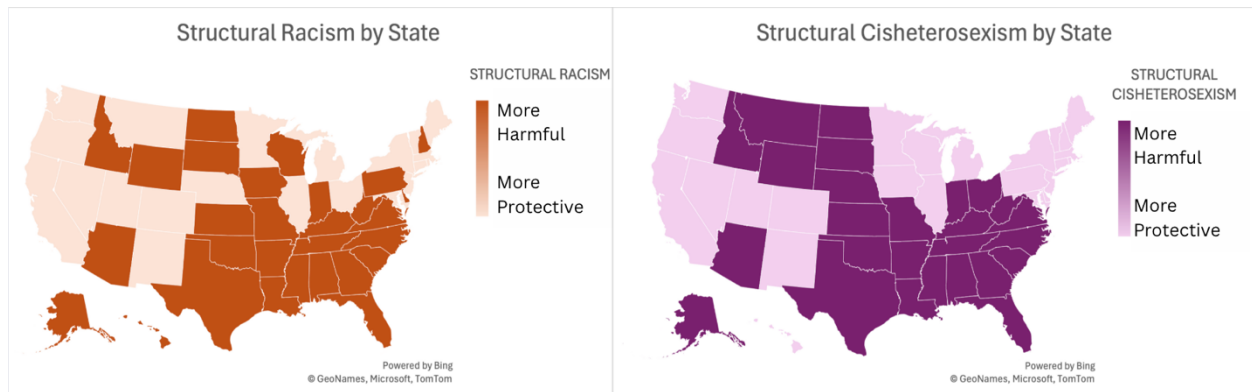 Structural Racism by State
STRUCTURAL RACISM
More
Harmful
More
Protective
Powered by Bing
© GeoNames, Microsoft, TomTom
Structural Cisheterosexism by State
STRUCTURAL
CISHETEROSEXISM
More
Harmful
More
Protective
Powered by Bing
© GeoNames, Microsoft, TomTom